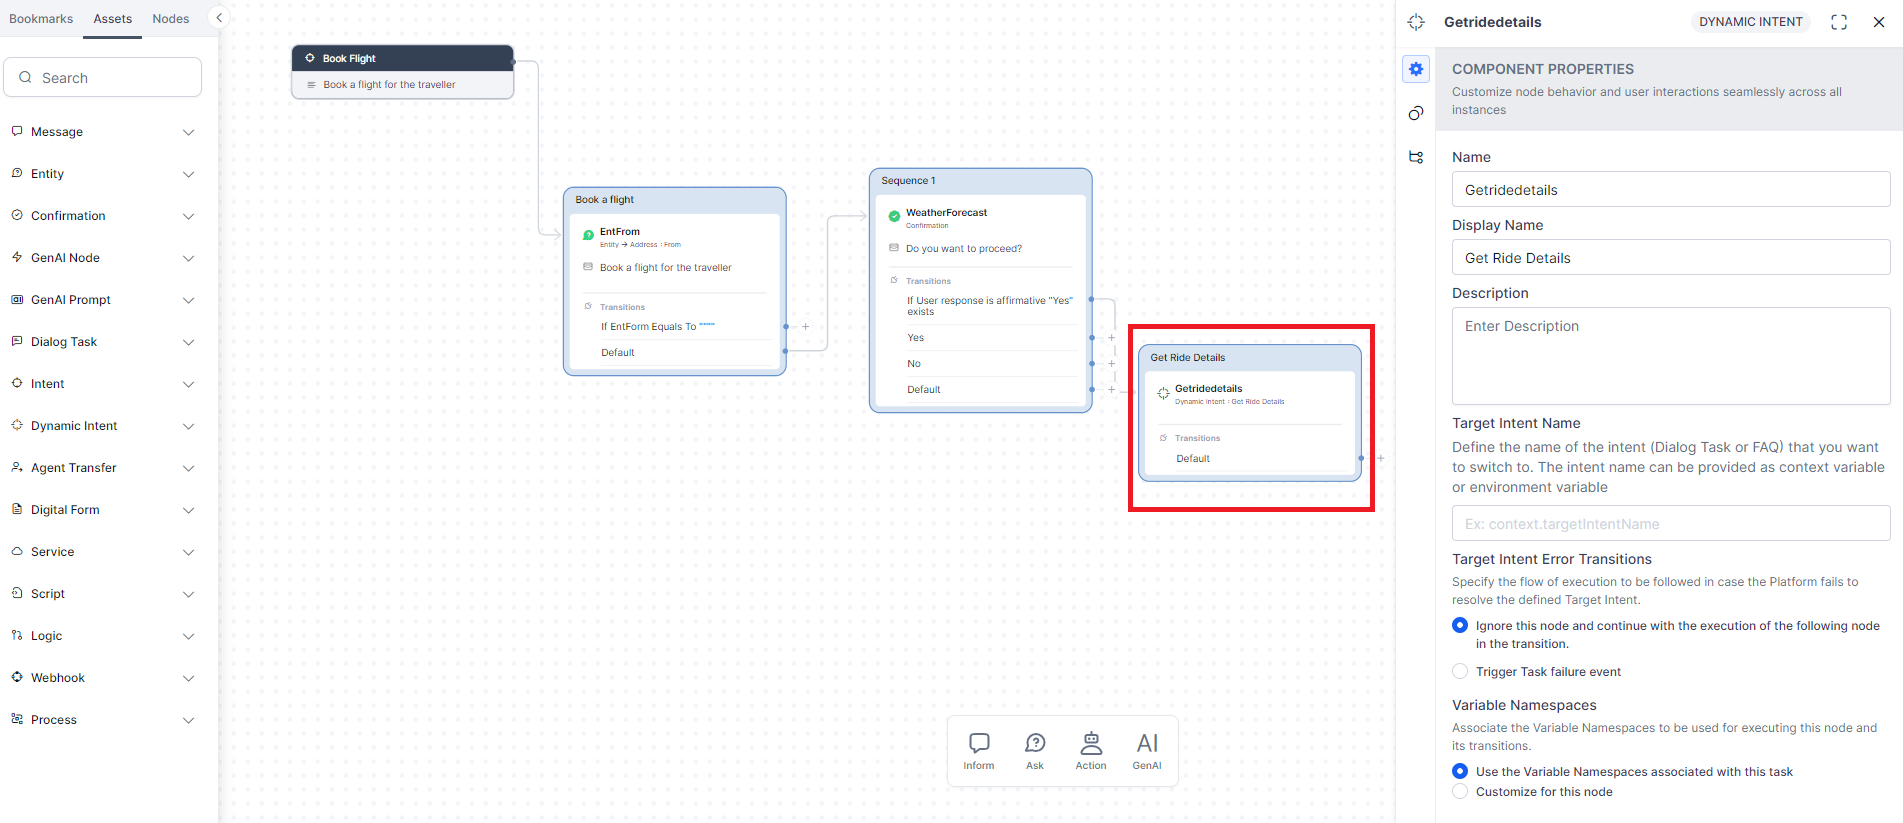 Bookmarks
Assets
Nodes
Search
Message
Entity
Confirmation
GenAI Node
GenAI Prompt
Dialog Task
Intent
Dynamic Intent
Agent Transfer
Digital Form
Service
Script
Logic
Webhook
Process
Book Flight
Book a flight for the traveller
Book a flight
EntFrom
Entity → Address : From
Book a flight for the traveller
Transitions
If EntForm Equals To """"
Default
Sequence 1
WeatherForecast
Confirmation
Do you want to proceed?
Transitions
If User response is affirmative "Yes"
exists
Yes
No
Default
Get Ride Details
Getridedetails
Dynamic Intent : Get Ride Details
Transitions
Default
Inform
Ask
Action
AI
GenAI
Getridedetails
DYNAMIC INTENT
COMPONENT PROPERTIES
Customize node behavior and user interactions seamlessly across all
instances
Name
Getridedetails
Display Name
Get Ride Details
Description
Enter Description
Target Intent Name
Define the name of the intent (Dialog Task or FAQ) that you want
to switch to. The intent name can be provided as context variable
or environment variable
Ex: context.targetIntentName
Target Intent Error Transitions
Specify the flow of execution to be followed in case the Platform fails to
resolve the defined Target Intent.
Ignore this node and continue with the execution of the following node
in the transition.
Trigger Task failure event
Variable Namespaces
Associate the Variable Namespaces to be used for executing this node and
its transitions.
Use the Variable Namespaces associated with this task
Customize for this node